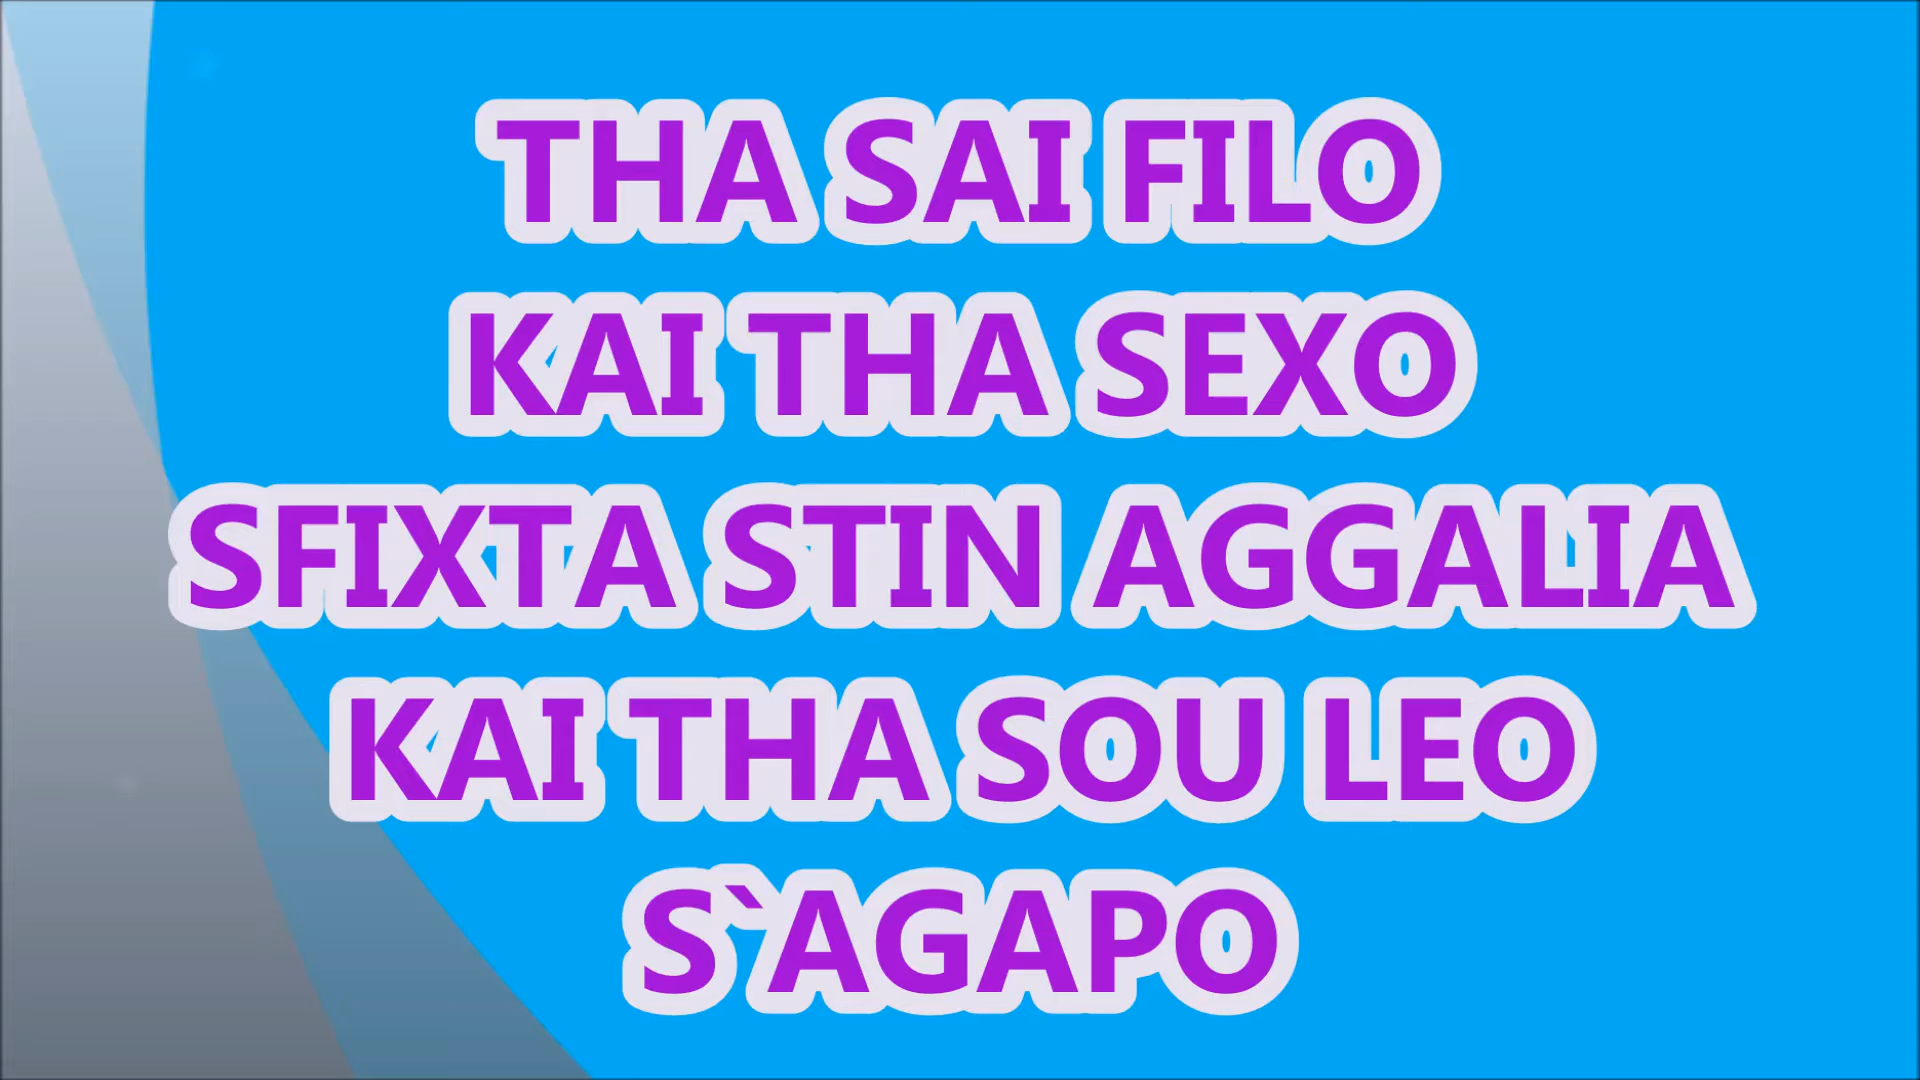 THA SAI FILO
KAI THA SEXO
SFIXTA STIN AGGALIA
KAI THA SOU LEO
S`AGAPO